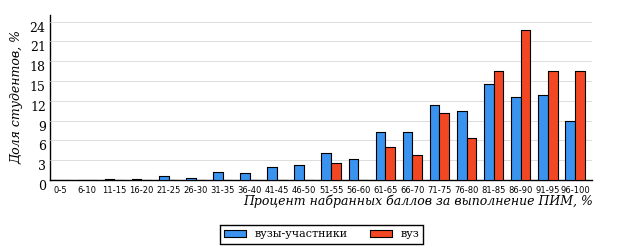 Доля студентов, %
24
21
18
15
12
9
6
3
0
0-5 6-10 11-15 16-20 21-25 26-30 31-35 36-40 41-45 46-50 51-55 56-60 61-65 66-70 71-75 76-80 81-85 86-90 91-95 96-100
Процент набранных баллов за выполнение ПИМ, %
вузы-участники вуз